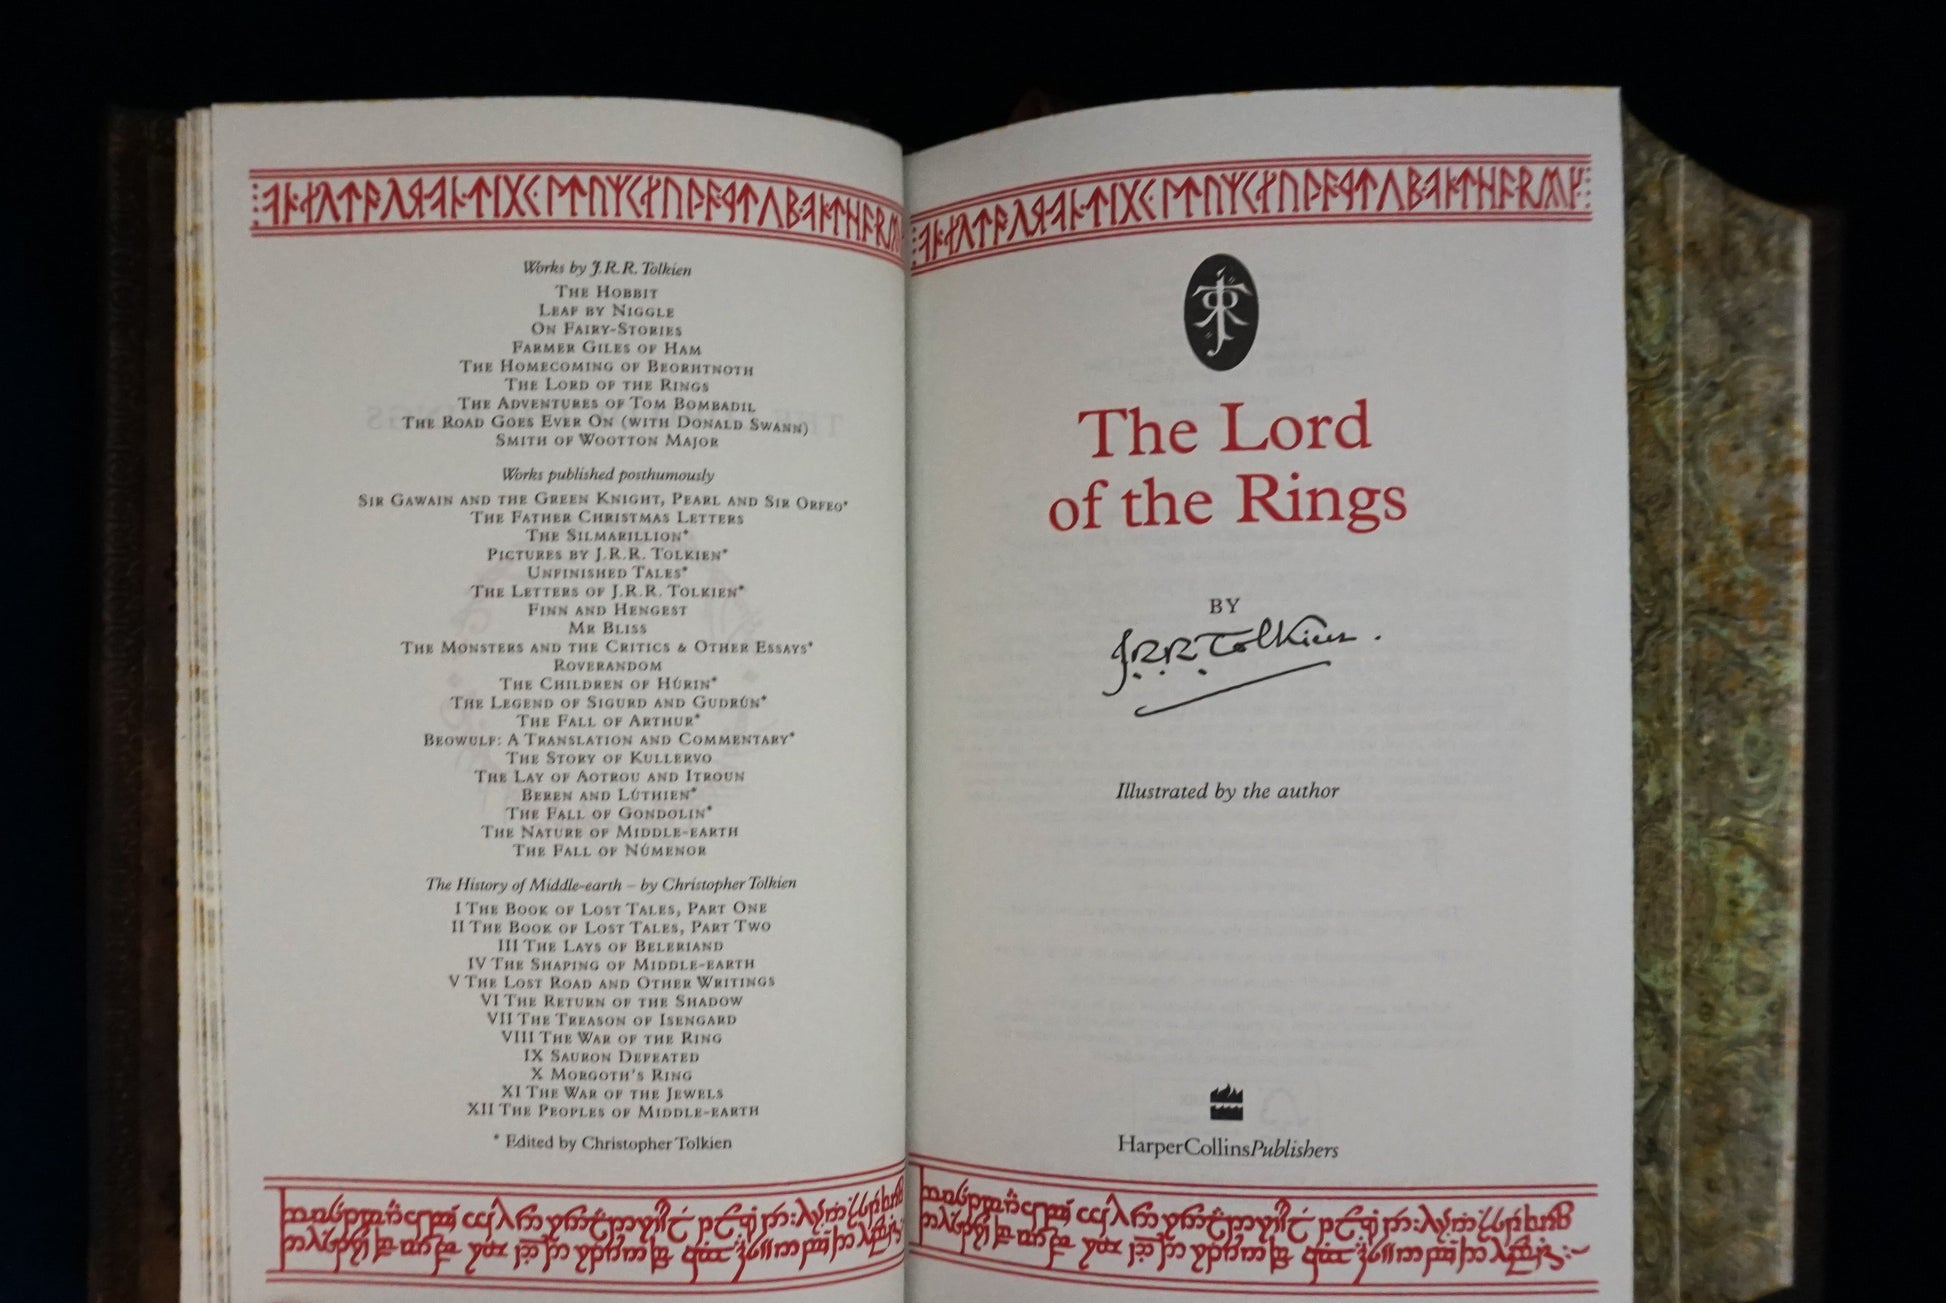 Works by J.R.R. Tolkien
THE HOBBIT
LEAF BY NIGGLE
ON FAIRY-STORIES
FARMER GILES OF HAM
THE HOMECOMING OF BEORHTNOTH
THE LORD OF THE RINGS
THE ADVENTURES OF TOM BOMBADIL
THE ROAD GOES EVER ON (WITH DONALD SWANN)
SMITH OF WOOTTON MAJOR
Works published posthumously
SIR GAWAIN AND THE GREEN KNIGHT, PEARL AND SIR ORFEO*
THE FATHER CHRISTMAS LETTERS
THE SILMARILLION*
PICTURES BY J.R.R. TOLKIEN*
UNFINISHED TALES*
THE LETTERS OF J.R.R. TOLKIEN*
FINN AND HENGEST
MR BLISS
THE MONSTERS AND THE CRITICS & OTHER ESSAYS*
ROVERANDOM
THE CHILDREN OF HÚRIN*
THE LEGEND OF SIGURD AND GUDRÚN*
THE FALL OF ARTHUR*
BEOWULF: A TRANSLATION AND COMMENTARY*
THE STORY OF KULLERVO
THE LAY OF AOTROU AND ITROUN
BEREN AND LÚTHIEN*
THE FALL OF GONDOLIN*
THE NATURE OF MIDDLE-EARTH
THE FALL OF NÚMENOR
The History of Middle-earth – by Christopher Tolkien
I THE BOOK OF LOST TALES, PART ONE
II THE BOOK OF LOST TALES, PART TWO
III THE LAYS OF BELERIAND
IV THE SHAPING OF MIDDLE-EARTH
V THE LOST ROAD AND OTHER WRITINGS
VI THE RETURN OF THE SHADOW
VII THE TREASON OF ISENGARD
VIII THE WAR OF THE RING
IX SAURON DEFEATED
X MORGOTH'S RING
XI THE WAR OF THE JEWELS
XII THE PEOPLES OF MIDDLE-EARTH
* Edited by Christopher Tolkien
The Lord
of the Rings
BY
J.R.R. Tolkien.
Illustrated by the author
HarperCollinsPublishers